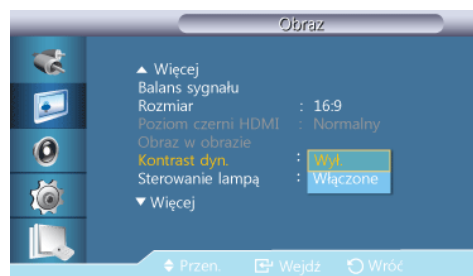 Obraz
▲ Więcej
Balans sygnału
Rozmiar : 16:9
Poziom czerni HDMI : Normalny
Obraz w obrazie
Kontrast dyn. : Wył.
Sterowanie lampą : Włączone
▼ Więcej
Przen. Wejdź Wróć